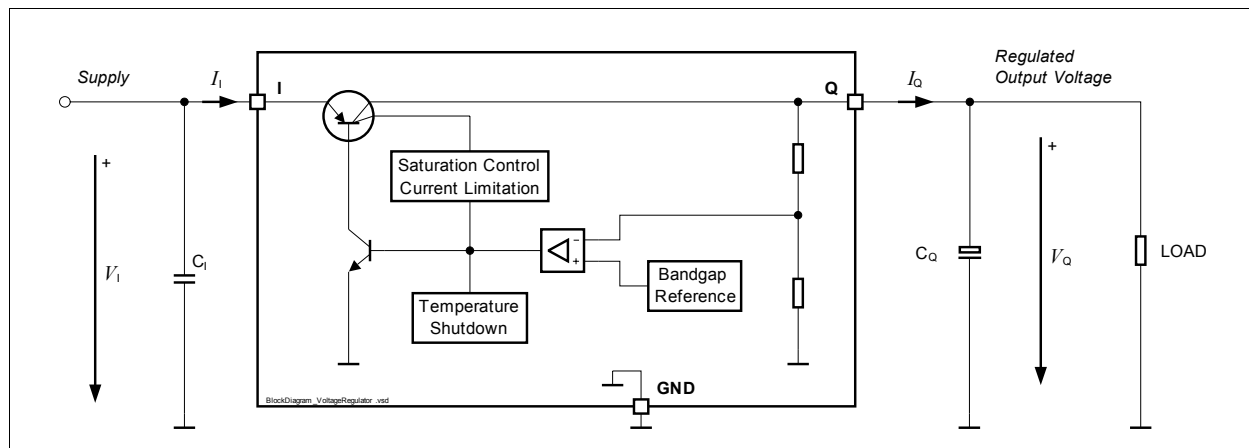 Supply
I_I
I
Q
I_Q
Regulated
Output Voltage
+
Saturation Control
Current Limitation
+
V_I
C_I
−
+
Bandgap
Reference
Temperature
Shutdown
C_Q
V_Q
LOAD
GND
BlockDiagram_VoltageRegulator .vsd